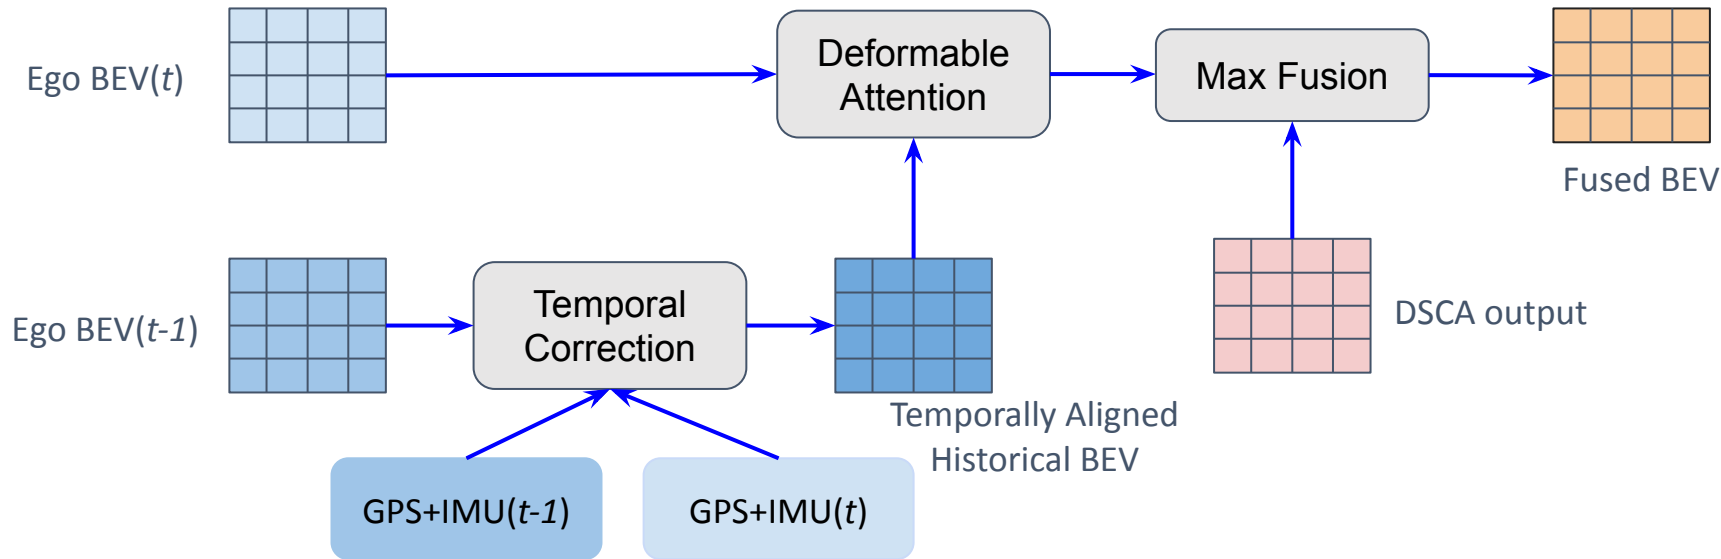 Ego BEV(t)
Deformable
Attention
Max Fusion
Fused BEV
Ego BEV(t-1)
Temporal
Correction
Temporally Aligned
Historical BEV
DSCA output
GPS+IMU(t-1)
GPS+IMU(t)